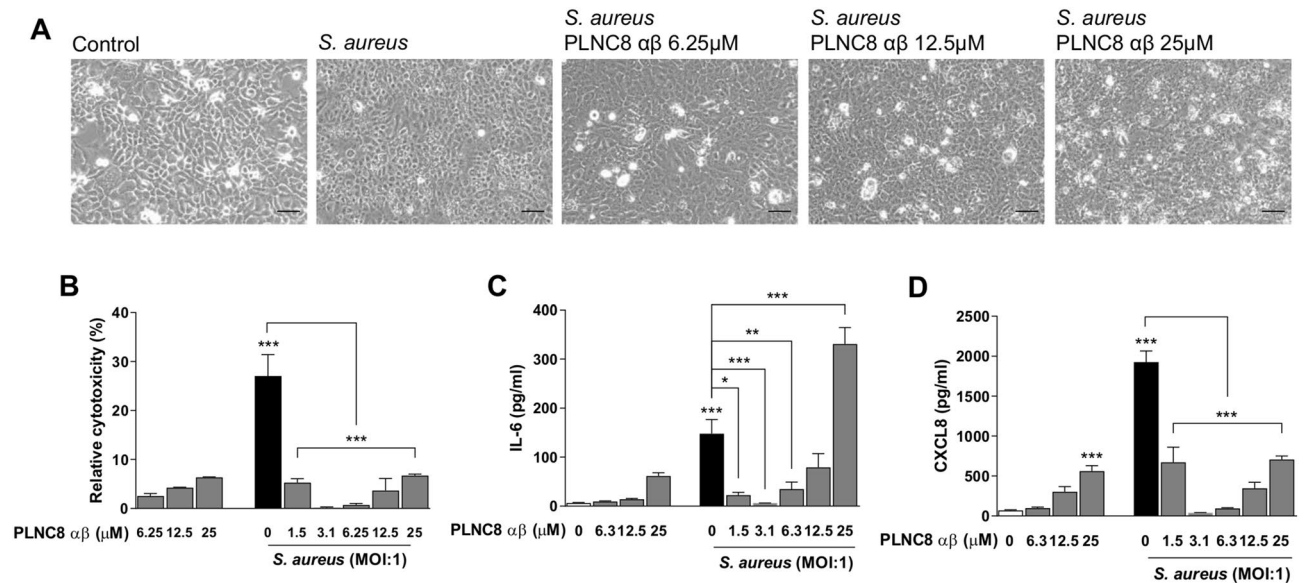 A
Control
S. aureus
S. aureus
PLNC8 αβ 6.25μM
S. aureus
PLNC8 αβ 12.5μM
S. aureus
PLNC8 αβ 25μM
B
Relative cytotoxicity (%)
40
30
20
10
0
***
***
PLNC8 αβ (μM)
6.25 12.5 25 0 1.5 3.1 6.25 12.5 25
S. aureus (MOI:1)
C
IL-6 (pg/ml)
400
300
200
100
0
***
**
***
*
***
PLNC8 αβ (μM)
0 6.3 12.5 25 0 1.5 3.1 6.3 12.5 25
S. aureus (MOI:1)
D
CXCL8 (pg/ml)
2500
2000
1500
1000
500
0
***
***
***
PLNC8 αβ (μM)
0 6.3 12.5 25 0 1.5 3.1 6.3 12.5 25
S. aureus (MOI:1)